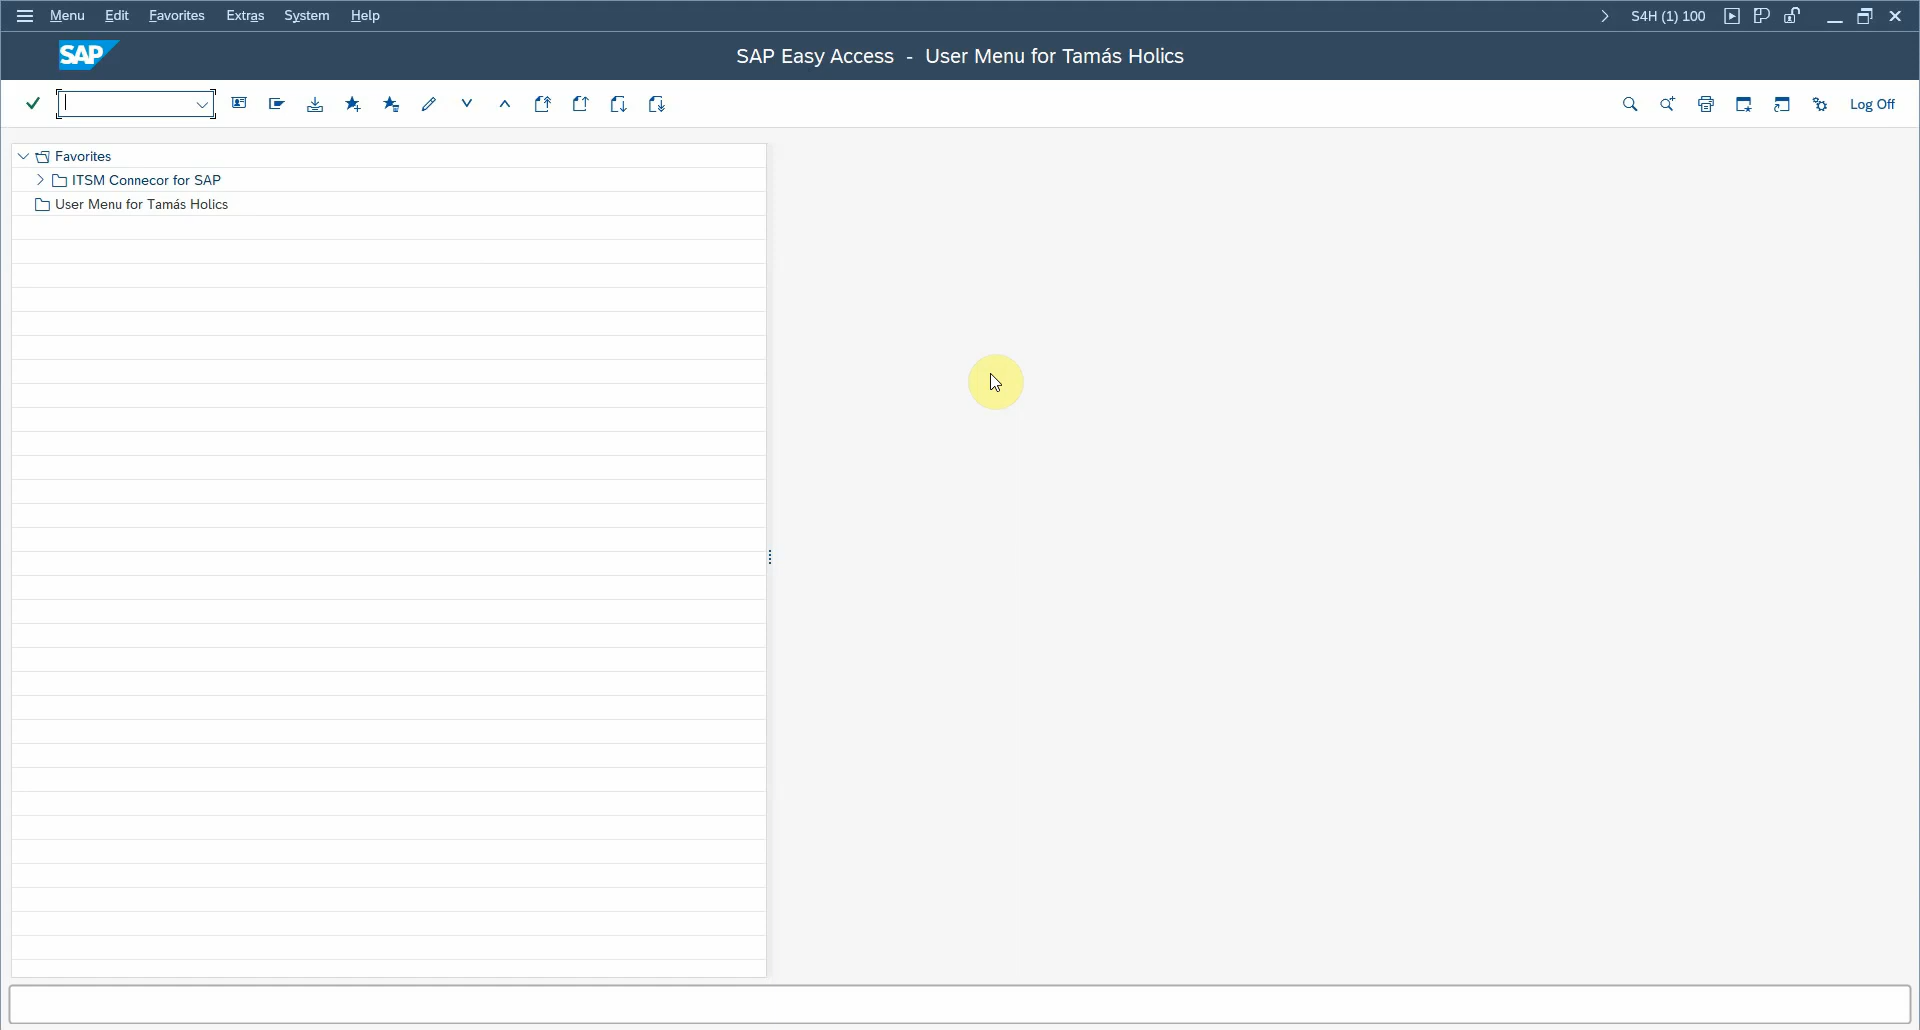 Menu Edit Favorites Extras System Help S4H (1) 100
SAP SAP Easy Access - User Menu for Tamás Holics
Log Off
Favorites
ITSM Connecor for SAP
User Menu for Tamás Holics